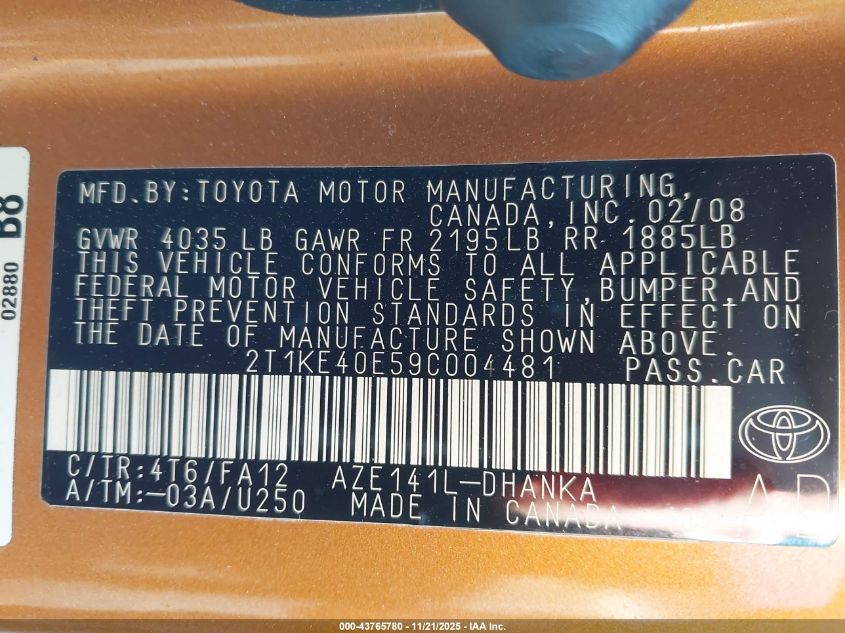 MFD.BY:TOYOTA MOTOR MANUFACTURING,
CANADA,INC. 02/08
GVWR 4035 LB GAWR FR 2195LB RR 1885LB
THIS VEHICLE CONFORMS TO ALL APPLICABLE
FEDERAL MOTOR VEHICLE SAFETY,BUMPER,AND
THEFT PREVENTION STANDARDS IN EFFECT ON
THE DATE OF MANUFACTURE SHOWN ABOVE.
2T1KE40E59C004481 PASS.CAR
C/TR:4T6/FA12 AZE141L-DHANKA
A/TM:-03A/U250 MADE IN CANADA
AD
02880 B8
000-43765780 - 11/21/2025 - IAA Inc.